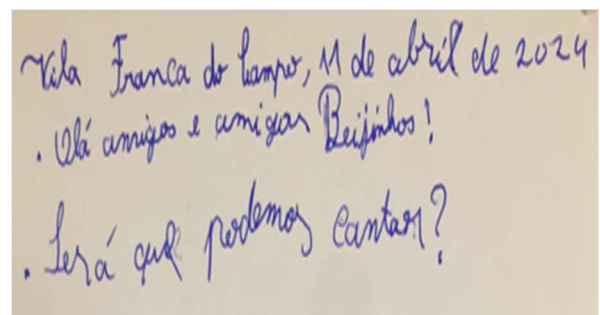 Vila Franca do Campo, 11 de abril de 2024
. Olá amigos e amigas Beijinhos!
. Será que podemos cantar?